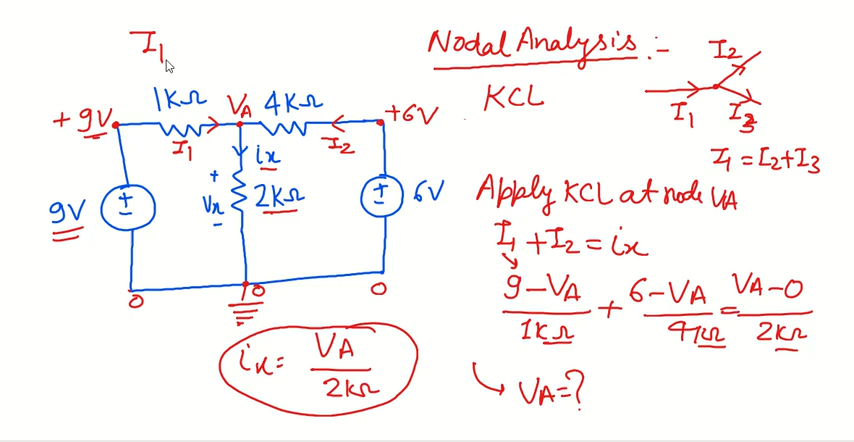 I1
Nodal Analysis :-
KCL
I2
I1
I3
I1 = I2 + I3
1KΩ
VA
4KΩ
+9V
+6V
I1
I2
ix
+
Vx
-
2KΩ
9V
±
±
6V
0
0
0
Apply KCL at node VA
I1 + I2 = ix
9 - VA / 1KΩ + 6 - VA / 4KΩ = VA - 0 / 2KΩ
ix = VA / 2KΩ
VA = ?